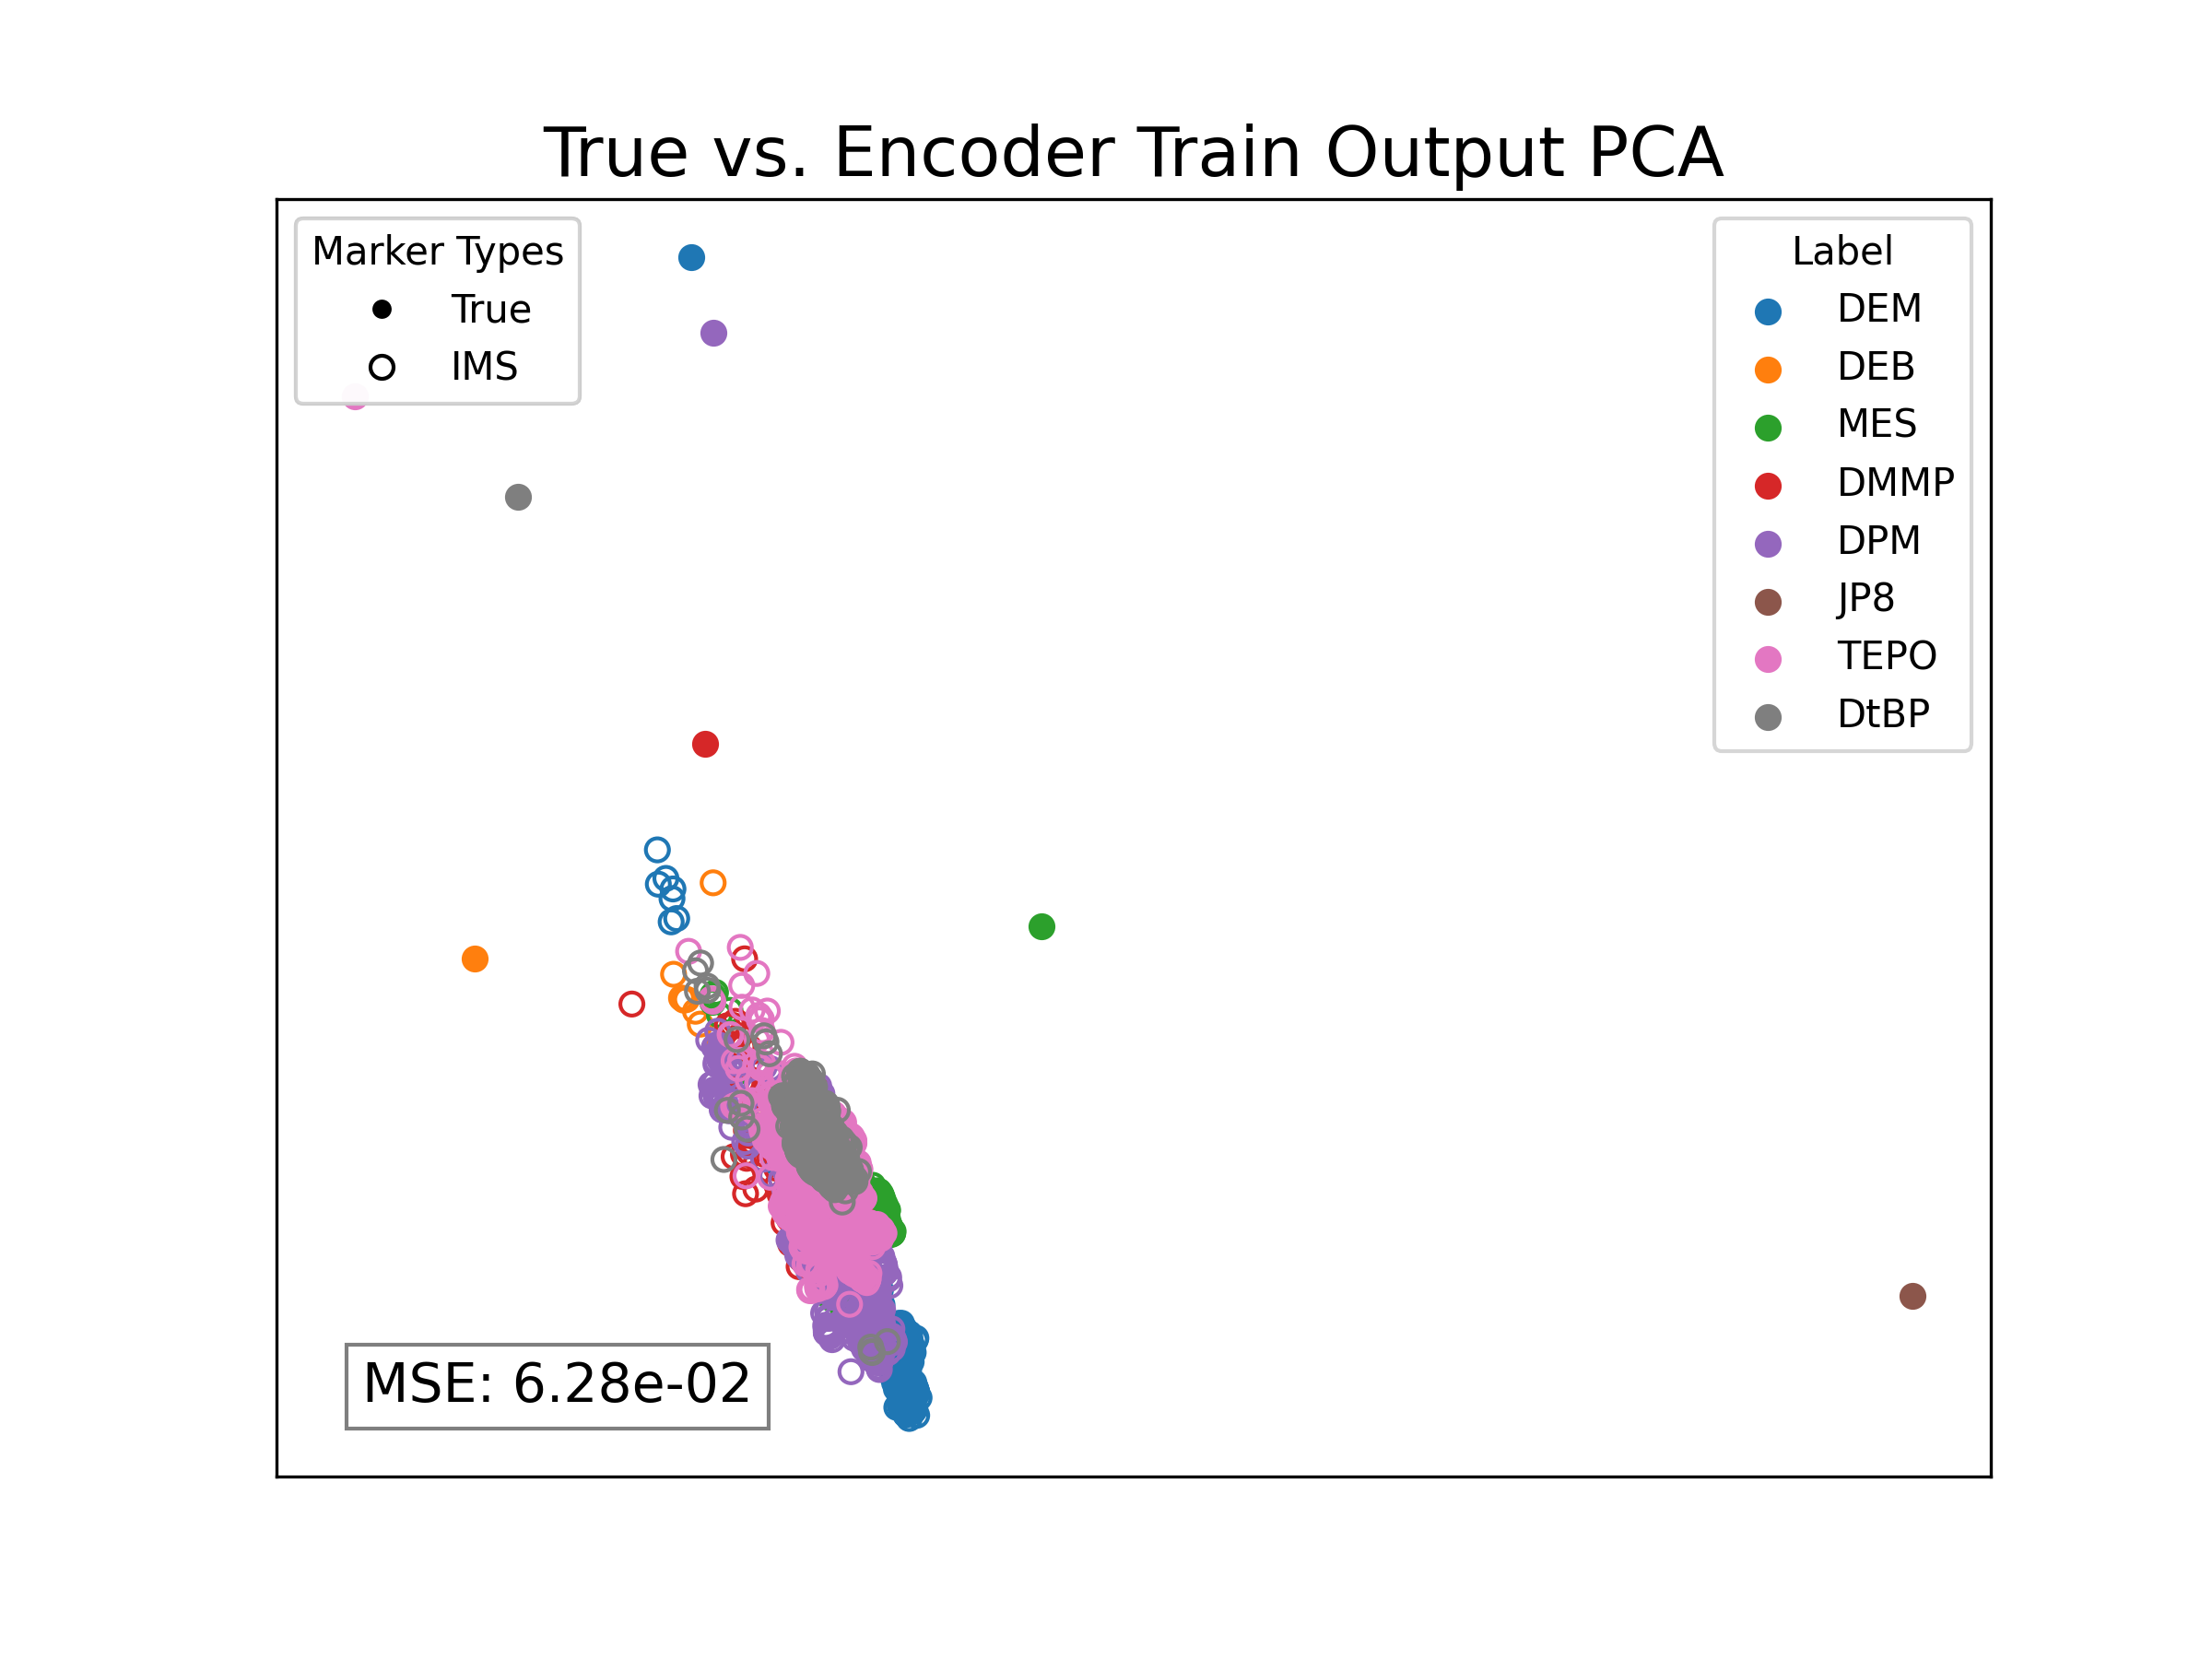 True vs. Encoder Train Output PCA
Marker Types
True
IMS
Label
DEM
DEB
MES
DMMP
DPM
JP8
TEPO
DtBP
MSE: 6.28e-02